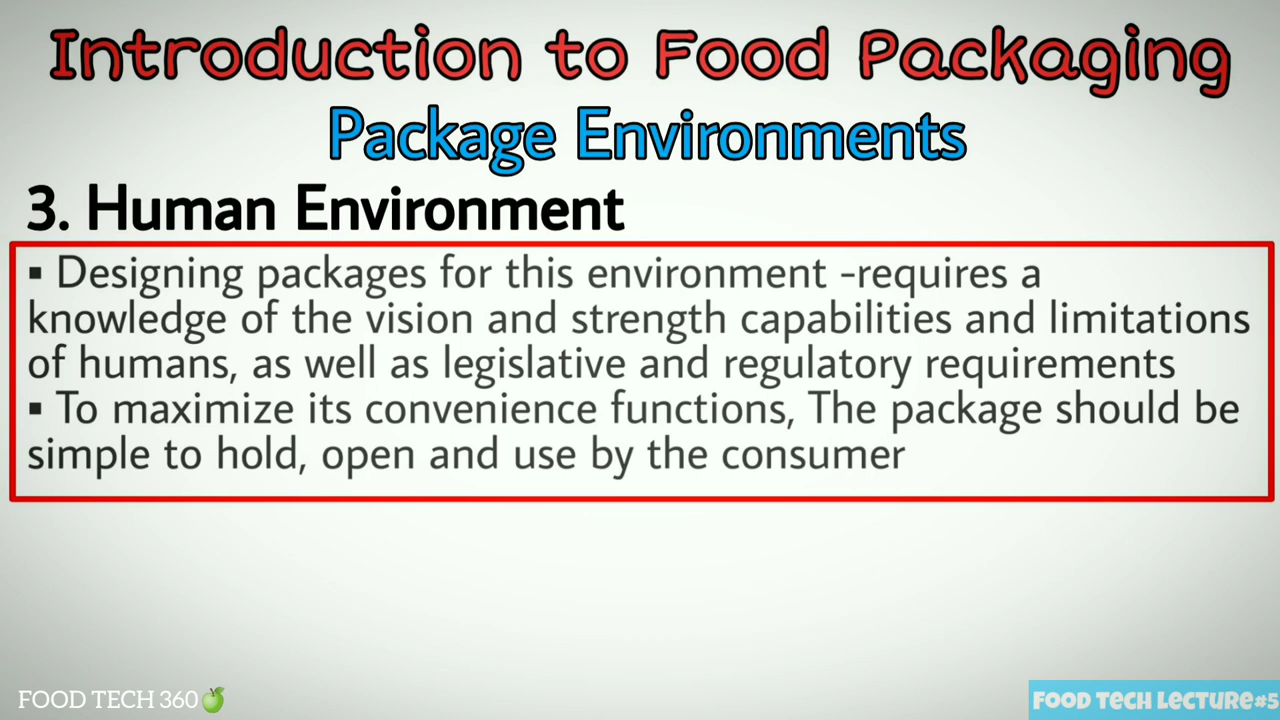 Introduction to Food Packaging
Package Environments
3. Human Environment
▪ Designing packages for this environment -requires a
knowledge of the vision and strength capabilities and limitations
of humans, as well as legislative and regulatory requirements
▪ To maximize its convenience functions, The package should be
simple to hold, open and use by the consumer
FOOD TECH 360
FOOD TECH LECTURE#5